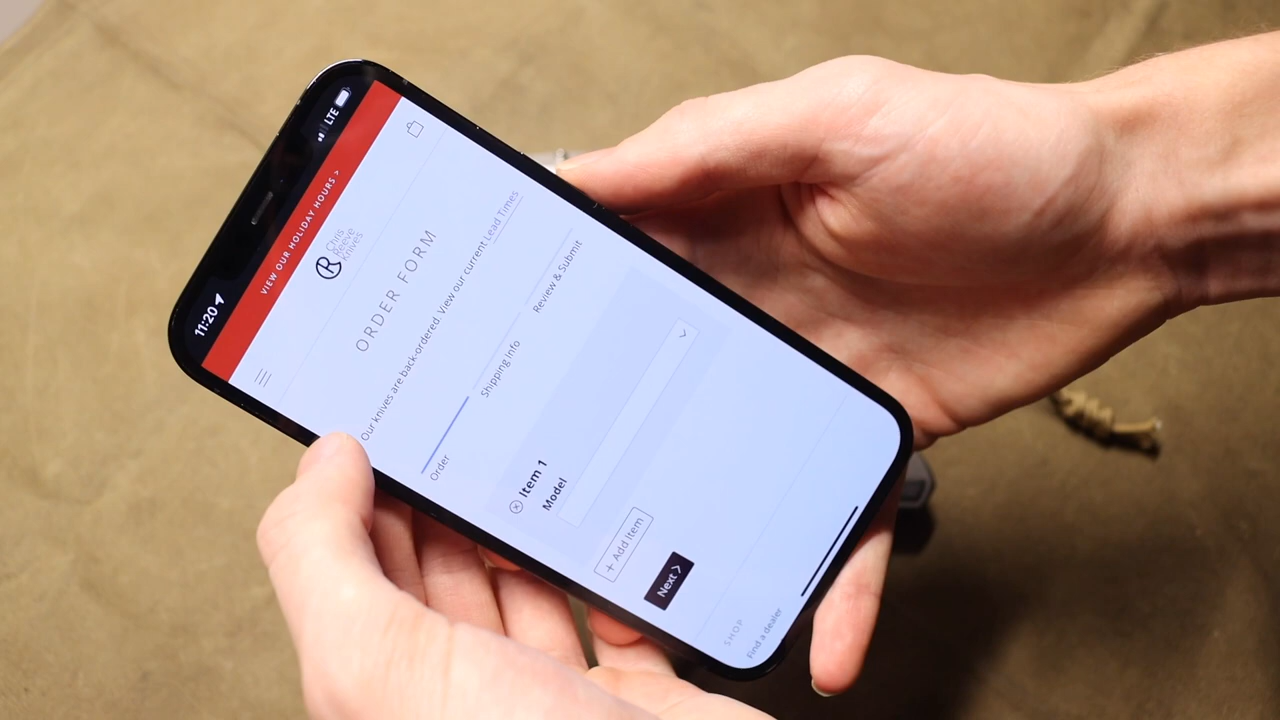 11:20
LTE
VIEW OUR HOLIDAY HOURS >
Chris
Reeve
Knives
ORDER FORM
Our knives are back-ordered. View our current Lead Times
Order
Shipping Info
Review & Submit
Item 1
Model
+ Add Item
Next >
SHOP
Find a dealer